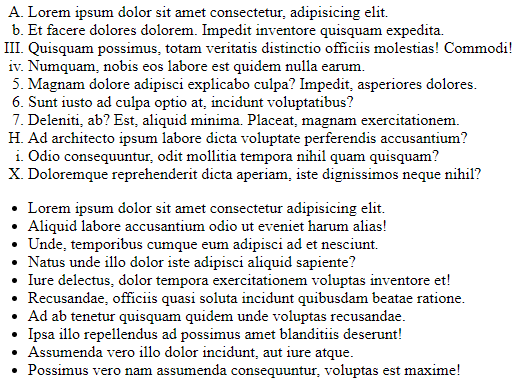 A. Lorem ipsum dolor sit amet consectetur, adipisicing elit.
b. Et facere dolores dolorem. Impedit inventore quisquam expedita.
III. Quisquam possimus, totam veritatis distinctio officiis molestias! Commodi!
iv. Numquam, nobis eos labore est quidem nulla earum.
5. Magnam dolore adipisci explicabo culpa? Impedit, asperiores dolores.
6. Sunt iusto ad culpa optio at, incidunt voluptatibus?
7. Deleniti, ab? Est, aliquid minima. Placeat, magnam exercitationem.
H. Ad architecto ipsum labore dicta voluptate perferendis accusantium?
i. Odio consequuntur, odit mollitia tempora nihil quam quisquam?
X. Doloremque reprehenderit dicta aperiam, iste dignissimos neque nihil?
• Lorem ipsum dolor sit amet consectetur adipisicing elit.
• Aliquid labore accusantium odio ut eveniet harum alias!
• Unde, temporibus cumque eum adipisci ad et nesciunt.
• Natus unde illo dolor iste adipisci aliquid sapiente?
• Iure delectus, dolor tempora exercitationem voluptas inventore et!
• Recusandae, officiis quasi soluta incidunt quibusdam beatae ratione.
• Ad ab tenetur quisquam quidem unde voluptas recusandae.
• Ipsa illo repellendus ad possimus amet blanditiis deserunt!
• Assumenda vero illo dolor incidunt, aut iure atque.
• Possimus vero nam assumenda consequuntur, voluptas est maxime!